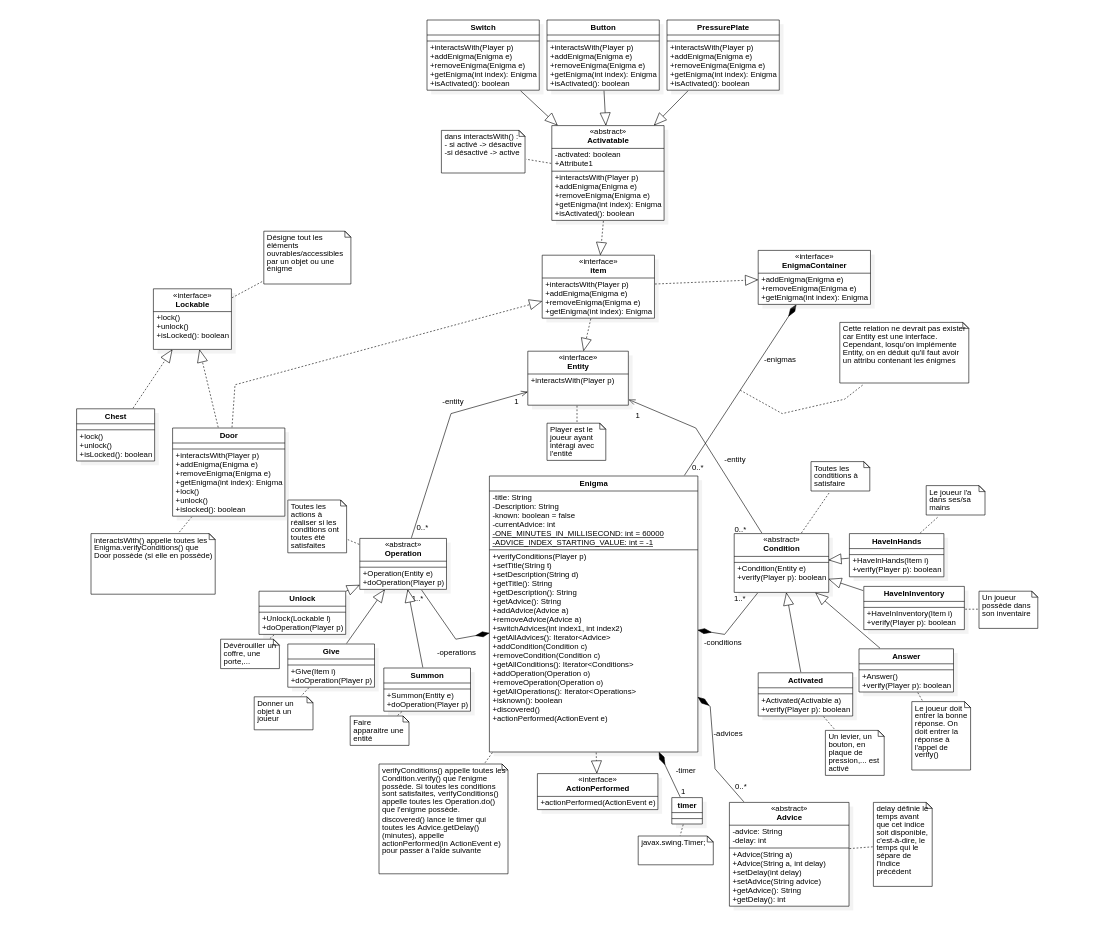 Switch
+interactsWith(Player p)
+addEnigma(Enigma e)
+removeEnigma(Enigma e)
+getEnigma(int index): Enigma
+isActivated(): boolean
Button
+interactsWith(Player p)
+addEnigma(Enigma e)
+removeEnigma(Enigma e)
+getEnigma(int index): Enigma
+isActivated(): boolean
PressurePlate
+interactsWith(Player p)
+addEnigma(Enigma e)
+removeEnigma(Enigma e)
+getEnigma(int index): Enigma
+isActivated(): boolean
dans interactsWith() :
- si activé -> désactive
-si désactivé -> active
«abstract»
Activatable
-activated: boolean
+Attribute1
+interactsWith(Player p)
+addEnigma(Enigma e)
+removeEnigma(Enigma e)
+getEnigma(int index): Enigma
+isActivated(): boolean
Désigne tout les
éléments
ouvrables/accessibles
par un objet ou une
énigme
«interface»
Lockable
+lock()
+unlock()
+isLocked(): boolean
«interface»
item
+interactsWith(Player p)
+addEnigma(Enigma e)
+removeEnigma(Enigma e)
+getEnigma(int index): Enigma
«interface»
EnigmaContainer
+addEnigma(Enigma e)
+removeEnigma(Enigma e)
+getEnigma(int index): Enigma
Cette relation ne devrait pas exister
car Entity est une interface.
Cependant, losqu'on implémente
Entity, on en déduit qu'il faut avoir
un attribu contenant les énigmes
-enigmas
0..*
«interface»
Entity
+interactsWith(Player p)
-entity
1
0..*
1
-entity
0..*
Player est le
joueur ayant
intéragi avec
l'entité
Chest
+lock()
+unlock()
+isLocked(): boolean
Door
+interactsWith(Player p)
+addEnigma(Enigma e)
+removeEnigma(Enigma e)
+getEnigma(int index): Enigma
+lock()
+unlock()
+islocked(): boolean
interactsWith() appelle toutes les
Enigma.verifyConditions() que
Door possède (si elle en possède)
Toutes les
actions à
réaliser si les
conditions ont
toutes été
satisfaites
«abstract»
Operation
+Operation(Entity e)
+doOperation(Player p)
1..*
-operations
Unlock
+Unlock(Lockable l)
+doOperation(Player p)
Dévérouiller un
coffre, une
porte,...
Give
+Give(Item i)
+doOperation(Player p)
Donner un
objet à un
joueur
Summon
+Summon(Entity e)
+doOperation(Player p)
Faire
apparaitre une
entité
Enigma
-title: String
-Description: String
-known: boolean = false
-currentAdvice: int
-ONE_MINUTES_IN_MILLISECOND: int = 60000
-ADVICE_INDEX_STARTING_VALUE: int = -1
+verifyConditions(Player p)
+setTitle(String t)
+setDescription(String d)
+getTitle(): String
+getDescription(): String
+getAdvice(): String
+addAdvice(Advice a)
+removeAdvice(Advice a)
+switchAdvices(int index1, int index2)
+getAllAdvices(): Iterator<Advice>
+addCondition(Condition c)
+removeCondition(Condition c)
+getAllConditions(): Iterator<Conditions>
+addOperation(Operation o)
+removeOperation(Operation o)
+getAllOperations(): Iterator<Operations>
+isknown(): boolean
+discovered()
+actionPerformed(ActionEvent e)
Toutes les
conditions à
satisfaire
«abstract»
Condition
+Condition(Entity e)
+verify(Player p): boolean
1..*
-conditions
Le joueur l'a
dans ses/sa
mains
HaveInHands
+HaveInHands(Item i)
+verify(Player p): boolean
HaveInInventory
+HaveInInventory(Item i)
+verify(Player p): boolean
Un joueur
possède dans
son inventaire
Answer
+Answer()
+verify(Player p): boolean
Le joueur doit
entrer la bonne
réponse. On
doit entrer la
réponse à
l'appel de
verify()
Activated
+Activated(Activable a)
+verify(Player p): boolean
Un levier, un
bouton, en
plaque de
pression,... est
activé
verifyConditions() appelle toutes les
Condition.verify() que l'énigme
possède. Si toutes les conditions
sont satisfaites, verifyConditions()
appelle toutes les Operation.do()
que l'enigme possède.
discovered() lance le timer qui
toutes les Advice.getDelay()
(minutes), appelle
actionPerformed(in ActionEvent e)
pour passer à l'aide suivante
«interface»
ActionPerformed
+actionPerformed(ActionEvent e)
-timer
1
timer
javax.swing.Timer;
-advices
0..*
«abstract»
Advice
-advice: String
-delay: int
+Advice(String a)
+Advice(String a, int delay)
+setDelay(int delay)
+setAdvice(String advice)
+getAdvice(): String
+getDelay(): int
delay définie le
temps avant
que cet indice
soit disponible,
c'est-à-dire, le
temps qui le
sépare de
l'indice
précédent